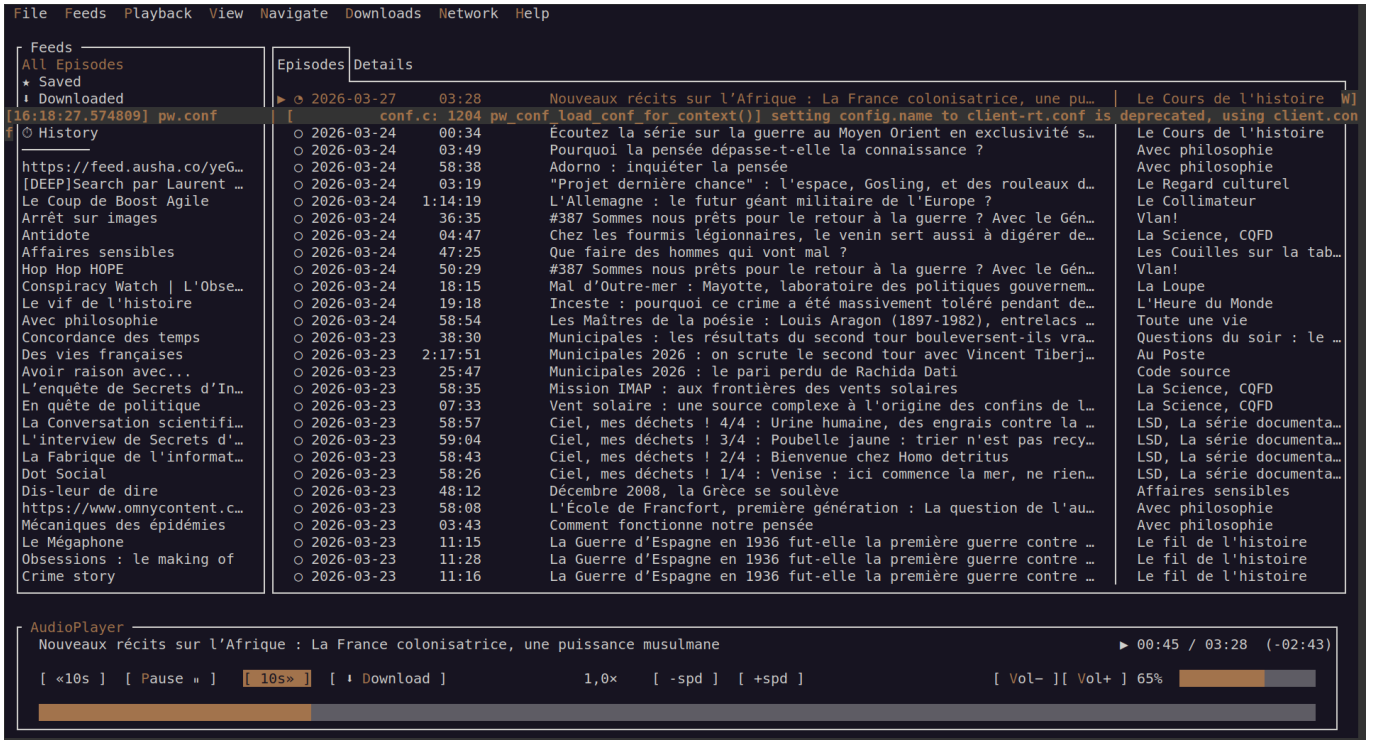 File  Feeds  Playback  View  Navigate  Downloads  Network  Help
Feeds
All Episodes
★ Saved
⬇ Downloaded
[16:18:27.574809] pw.conf | [ conf.c: 1204 pw_conf_load_conf_for_context()] setting config.name to client-rt.conf is deprecated, using client.con
f
⏱ History
https://feed.ausha.co/yeG…
[DEEP]Search par Laurent …
Le Coup de Boost Agile
Arrêt sur images
Antidote
Affaires sensibles
Hop Hop HOPE
Conspiracy Watch | L'Obse…
Le vif de l'histoire
Avec philosophie
Concordance des temps
Des vies françaises
Avoir raison avec...
L’enquête de Secrets d’In…
En quête de politique
La Conversation scientifi…
L'interview de Secrets d'…
La Fabrique de l'informat…
Dot Social
Dis-leur de dire
https://www.omnycontent.c…
Mécaniques des épidémies
Le Mégaphone
Obsessions : le making of
Crime story
Episodes Details
▶ ◔ 2026-03-27 03:28 Nouveaux récits sur l’Afrique : La France colonisatrice, une pu… Le Cours de l'histoire W]
○ 2026-03-24 00:34 Écoutez la série sur la guerre au Moyen Orient en exclusivité s… Le Cours de l'histoire
○ 2026-03-24 03:49 Pourquoi la pensée dépasse-t-elle la connaissance ? Avec philosophie
○ 2026-03-24 58:38 Adorno : inquiéter la pensée Avec philosophie
○ 2026-03-24 03:19 "Projet dernière chance" : l'espace, Gosling, et des rouleaux d… Le Regard culturel
○ 2026-03-24 1:14:19 L'Allemagne : le futur géant militaire de l'Europe ? Le Collimateur
○ 2026-03-24 36:35 #387 Sommes nous prêts pour le retour à la guerre ? Avec le Gén… Vlan!
○ 2026-03-24 04:47 Chez les fourmis légionnaires, le venin sert aussi à digérer de… La Science, CQFD
○ 2026-03-24 47:25 Que faire des hommes qui vont mal ? Les Couilles sur la tab…
○ 2026-03-24 50:29 #387 Sommes nous prêts pour le retour à la guerre ? Avec le Gén… Vlan!
○ 2026-03-24 18:15 Mal d’Outre-mer : Mayotte, laboratoire des politiques gouvernem… La Loupe
○ 2026-03-24 19:18 Inceste : pourquoi ce crime a été massivement toléré pendant de… L'Heure du Monde
○ 2026-03-24 58:54 Les Maîtres de la poésie : Louis Aragon (1897-1982), entrelacs … Toute une vie
○ 2026-03-23 38:30 Municipales : les résultats du second tour bouleversent-ils vra… Questions du soir : le …
○ 2026-03-23 2:17:51 Municipales 2026 : on scrute le second tour avec Vincent Tiberj… Au Poste
○ 2026-03-23 25:47 Municipales 2026 : le pari perdu de Rachida Dati Code source
○ 2026-03-23 58:35 Mission IMAP : aux frontières des vents solaires La Science, CQFD
○ 2026-03-23 07:33 Vent solaire : une source complexe à l'origine des confins de l… La Science, CQFD
○ 2026-03-23 58:57 Ciel, mes déchets ! 4/4 : Urine humaine, des engrais contre la … LSD, La série documenta…
○ 2026-03-23 59:04 Ciel, mes déchets ! 3/4 : Poubelle jaune : trier n'est pas recy… LSD, La série documenta…
○ 2026-03-23 58:43 Ciel, mes déchets ! 2/4 : Bienvenue chez Homo detritus LSD, La série documenta…
○ 2026-03-23 58:26 Ciel, mes déchets ! 1/4 : Venise : ici commence la mer, ne rien… LSD, La série documenta…
○ 2026-03-23 48:12 Décembre 2008, la Grèce se soulève Affaires sensibles
○ 2026-03-23 58:08 L'École de Francfort, première génération : La question de l'au… Avec philosophie
○ 2026-03-23 03:43 Comment fonctionne notre pensée Avec philosophie
○ 2026-03-23 11:15 La Guerre d’Espagne en 1936 fut-elle la première guerre contre … Le fil de l'histoire
○ 2026-03-23 11:28 La Guerre d’Espagne en 1936 fut-elle la première guerre contre … Le fil de l'histoire
○ 2026-03-23 11:16 La Guerre d’Espagne en 1936 fut-elle la première guerre contre … Le fil de l'histoire
AudioPlayer
Nouveaux récits sur l’Afrique : La France colonisatrice, une puissance musulmane ▶ 00:45 / 03:28 (-02:43)
[ «10s ] [ Pause ⏸ ] [ 10s» ] [ ⬇ Download ] 1,0× [ -spd ] [ +spd ] [ Vol− ][ Vol+ ] 65%